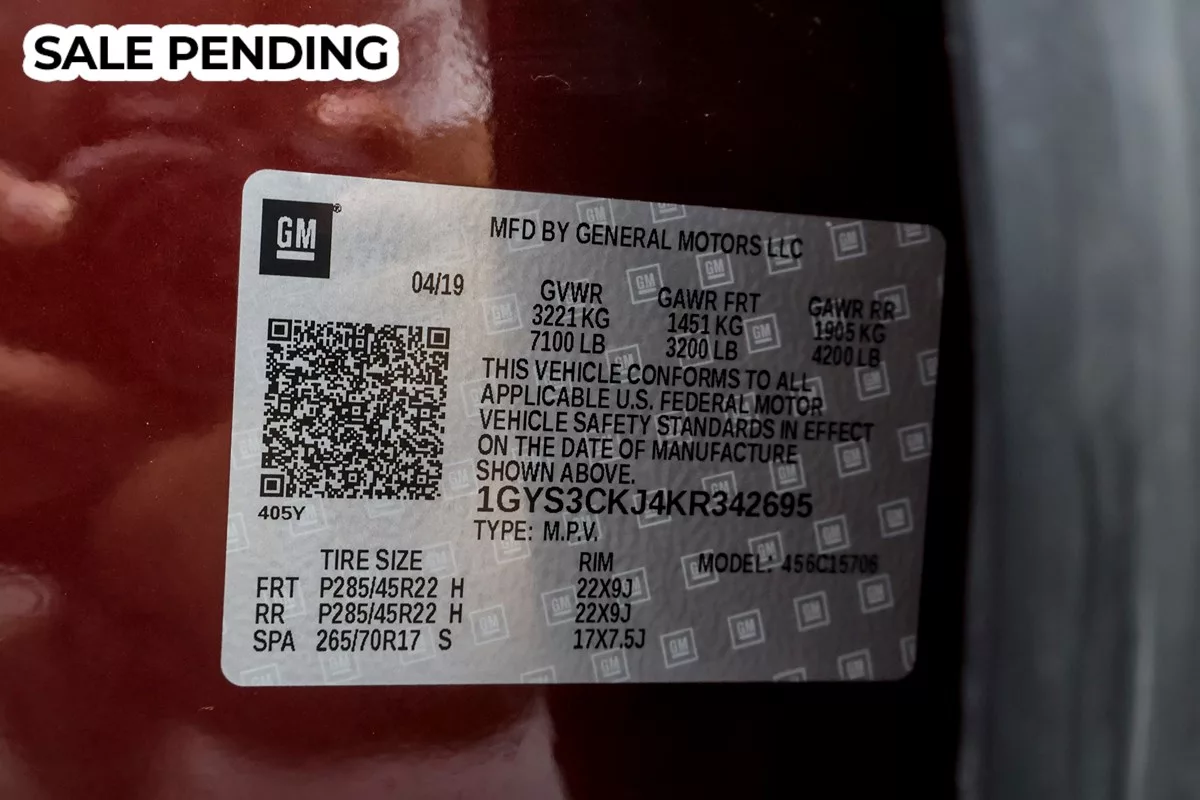 SALE PENDING
GM®
MFD BY GENERAL MOTORS LLC
04/19
GVWR GAWR FRT GAWR RR
3221 KG 1451 KG 1905 KG
7100 LB 3200 LB 4200 LB
THIS VEHICLE CONFORMS TO ALL
APPLICABLE U.S. FEDERAL MOTOR
VEHICLE SAFETY STANDARDS IN EFFECT
ON THE DATE OF MANUFACTURE
SHOWN ABOVE.
1GYS3CKJ4KR342695
405Y
TYPE: M.P.V.
TIRE SIZE RIM MODEL: 456C15706
FRT P285/45R22 H 22X9J
RR P285/45R22 H 22X9J
SPA 265/70R17 S 17X7.5J